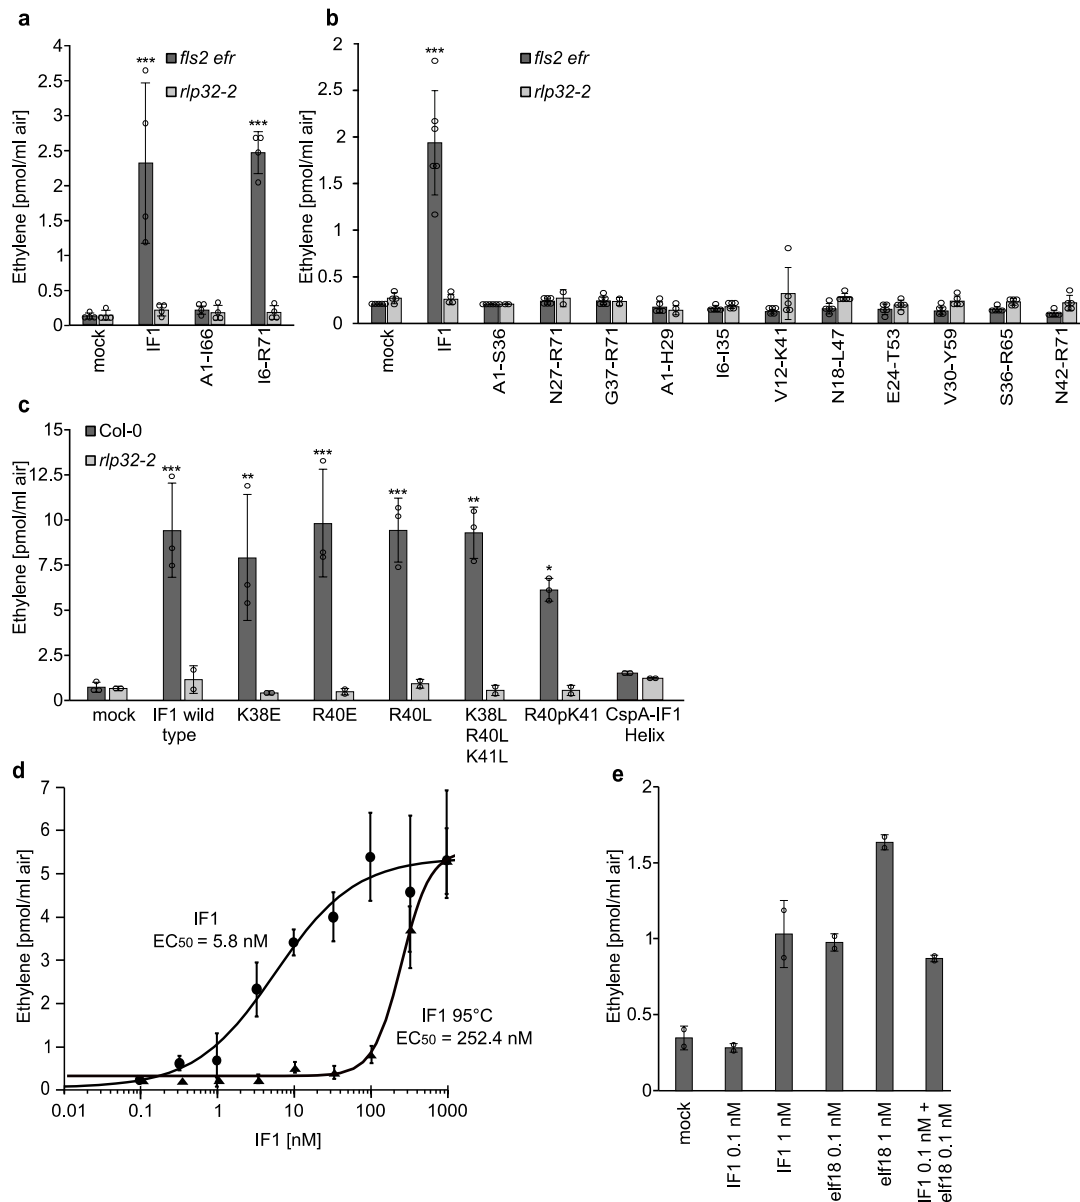 a
b
4
3.5
3
2.5
2
1.5
1
0.5
0
Ethylene [pmol/ml air]
fls2 efr
rlp32-2
***
***
mock
IF1
A1-I66
I6-R71
2
1.5
1
0.5
0
Ethylene [pmol/ml air]
fls2 efr
rlp32-2
***
mock
IF1
A1-S36
N27-R71
G37-R71
A1-H29
I6-I35
V12-K41
N18-L47
E24-T53
V30-Y59
S36-R65
N42-R71
c
15
12.5
10
7.5
5
2.5
0
Ethylene [pmol/ml air]
Col-0
rlp32-2
***
**
***
***
**
*
mock
IF1 wild
type
K38E
R40E
R40L
K38L
R40L
K41L
R40pK41
CspA-IF1
Helix
d
7
6
5
4
3
2
1
0
Ethylene [pmol/ml air]
IF1
EC50 = 5.8 nM
IF1 95°C
EC50 = 252.4 nM
0.01
0.1
1
10
100
1000
IF1 [nM]
e
2
1.5
1
0.5
0
Ethylene [pmol/ml air]
mock
IF1 0.1 nM
IF1 1 nM
elf18 0.1 nM
elf18 1 nM
IF1 0.1 nM +
elf18 0.1 nM